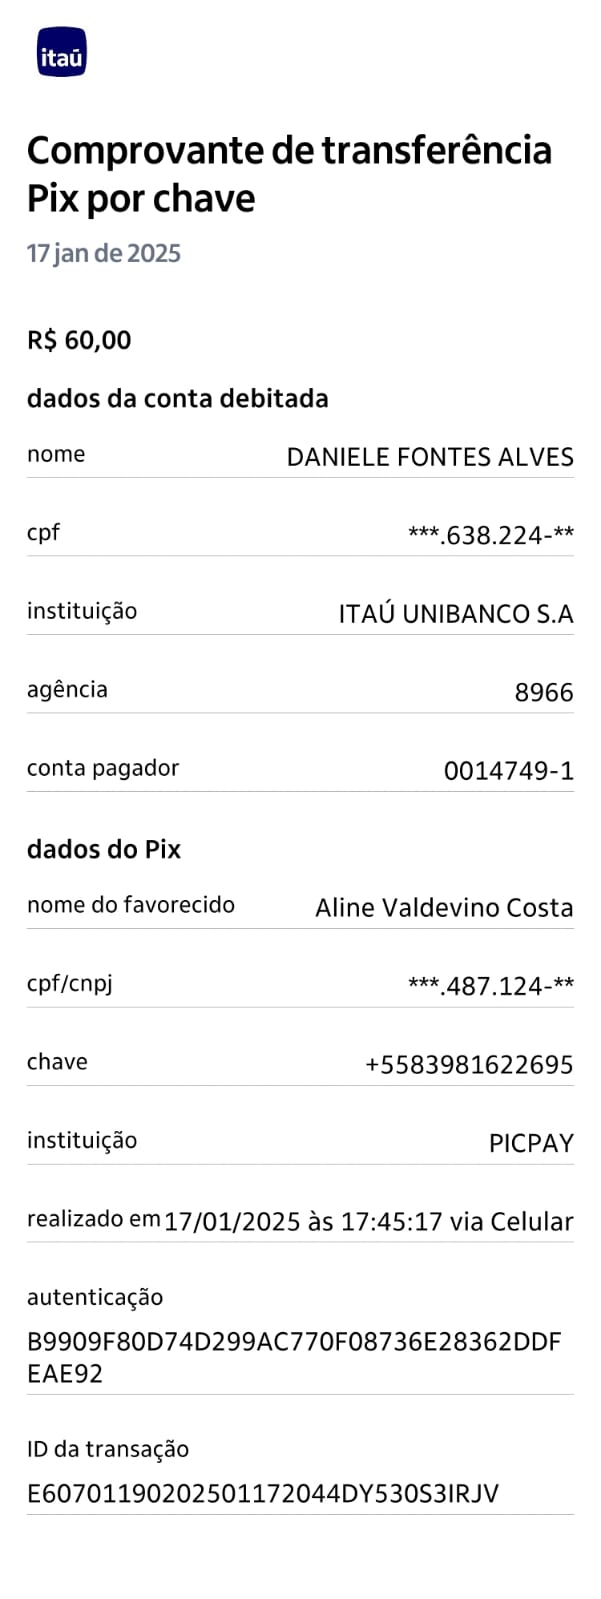 itaú
Comprovante de transferência
Pix por chave
17 jan de 2025
R$ 60,00
dados da conta debitada
nome DANIELE FONTES ALVES
cpf ***.638.224-**
instituição ITAÚ UNIBANCO S.A
agência 8966
conta pagador 0014749-1
dados do Pix
nome do favorecido Aline Valdevino Costa
cpf/cnpj ***.487.124-**
chave +5583981622695
instituição PICPAY
realizado em 17/01/2025 às 17:45:17 via Celular
autenticação
B9909F80D74D299AC770F08736E28362DDF
EAE92
ID da transação
E60701190202501172044DY530S3IRJV